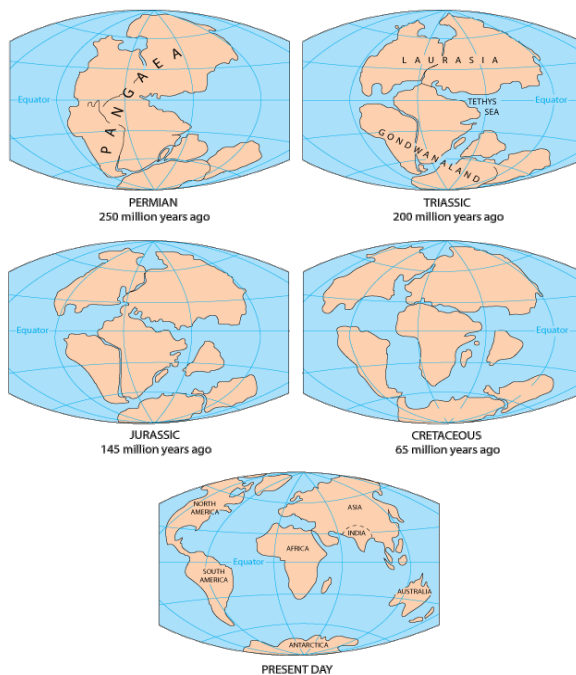 PANGAEA
Equator
PERMIAN
250 million years ago
LAURASIA
TETHYS
SEA
Equator
GONDWANALAND
TRIASSIC
200 million years ago
Equator
JURASSIC
145 million years ago
Equator
CRETACEOUS
65 million years ago
NORTH
AMERICA
ASIA
INDIA
AFRICA
Equator
SOUTH
AMERICA
AUSTRALIA
ANTARCTICA
PRESENT DAY